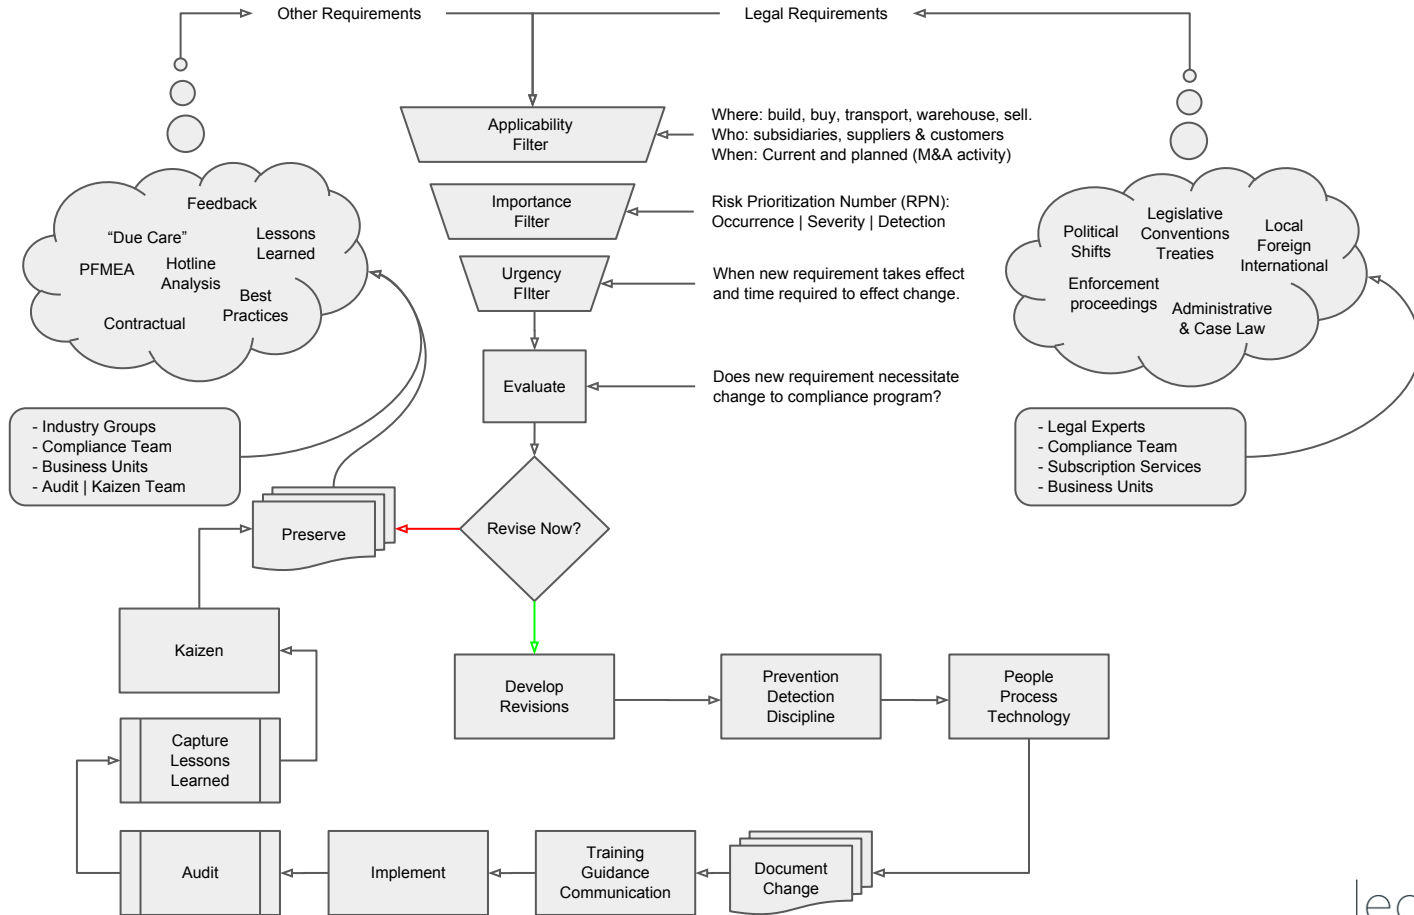 Other Requirements
Legal Requirements
Applicability
Filter
Where: build, buy, transport, warehouse, sell.
Who: subsidiaries, suppliers & customers
When: Current and planned (M&A activity)
Importance
Filter
Risk Prioritization Number (RPN):
Occurrence | Severity | Detection
Urgency
FIlter
When new requirement takes effect
and time required to effect change.
Evaluate
Does new requirement necessitate
change to compliance program?
Feedback
“Due Care”
Lessons
Learned
PFMEA
Hotline
Analysis
Best
Practices
Contractual
Political
Shifts
Legislative
Conventions
Treaties
Local
Foreign
International
Enforcement
proceedings
Administrative
& Case Law
- Industry Groups
- Compliance Team
- Business Units
- Audit | Kaizen Team
- Legal Experts
- Compliance Team
- Subscription Services
- Business Units
Preserve
Revise Now?
Kaizen
Develop
Revisions
Prevention
Detection
Discipline
People
Process
Technology
Capture
Lessons
Learned
Audit
Implement
Training
Guidance
Communication
Document
Change